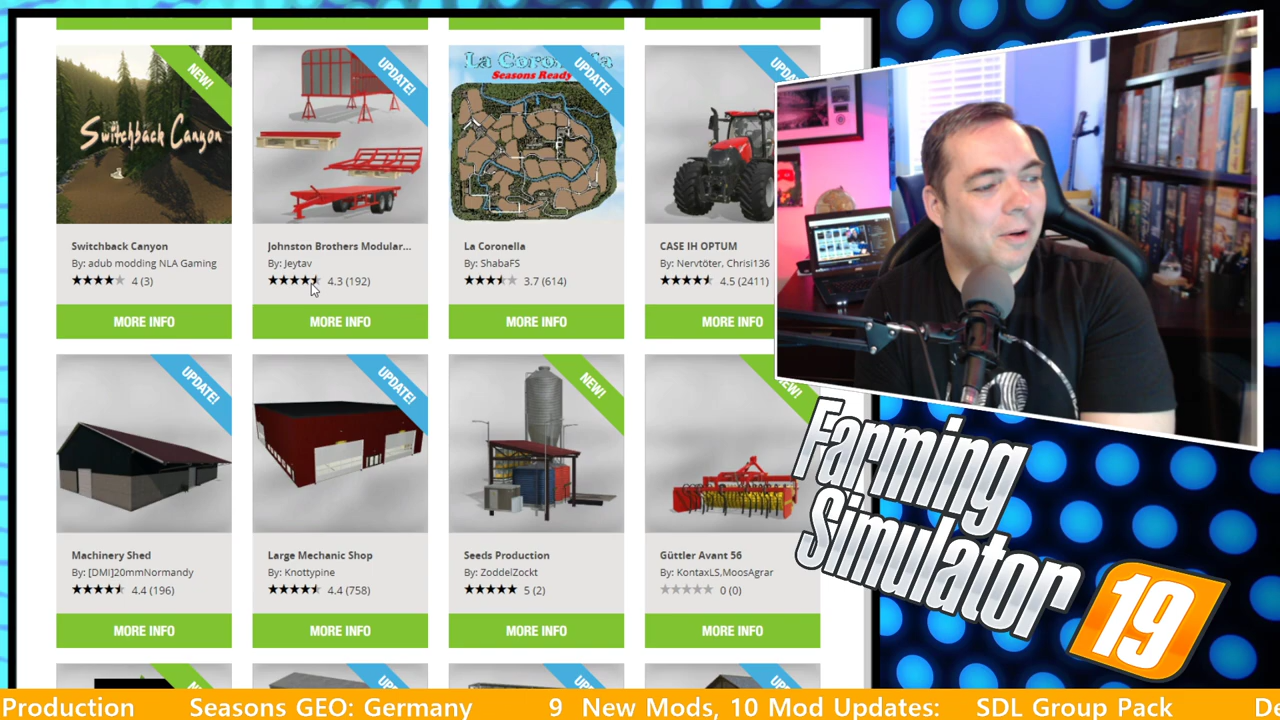 NEW!
UPDATE!
UPDATE!
Switchback Canyon
La Coronella
Seasons Ready
Switchback Canyon
By: adub modding NLA Gaming
4 (3)
MORE INFO
Johnston Brothers Modular...
By: Jeytav
4.3 (192)
MORE INFO
La Coronella
By: ShabaFS
3.7 (614)
MORE INFO
CASE IH OPTUM
By: Nervtöter, Chrisi136
4.5 (2411)
MORE INFO
UPDATE!
UPDATE!
NEW!
NEW!
Machinery Shed
By: [DMI]20mmNormandy
4.4 (196)
MORE INFO
Large Mechanic Shop
By: Knottypine
4.4 (758)
MORE INFO
Seeds Production
By: ZoddelZockt
5 (2)
MORE INFO
Güttler Avant 56
By: KontaxLS,MoosAgrar
0 (0)
MORE INFO
Farming
Simulator
19
Production Seasons GEO: Germany 9 New Mods, 10 Mod Updates: SDL Group Pack